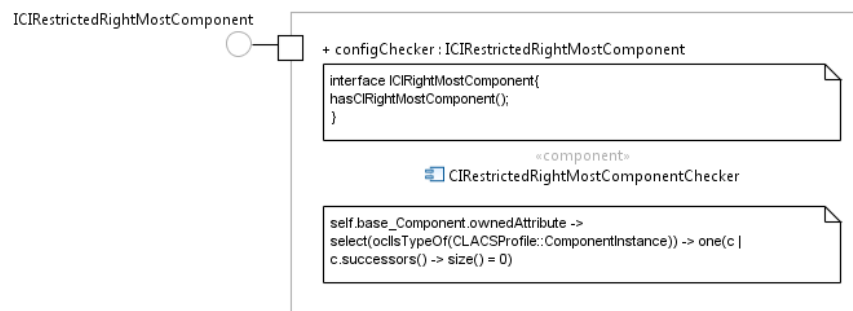 ICIRestrictedRightMostComponent
+ configChecker : ICIRestrictedRightMostComponent
interface ICIRightMostComponent{
hasCIRightMostComponent();
}
«component»
CIRestrictedRightMostComponentChecker
self.base_Component.ownedAttribute ->
select(oclIsTypeOf(CLACSProfile::ComponentInstance)) -> one(c |
c.successors() -> size() = 0)